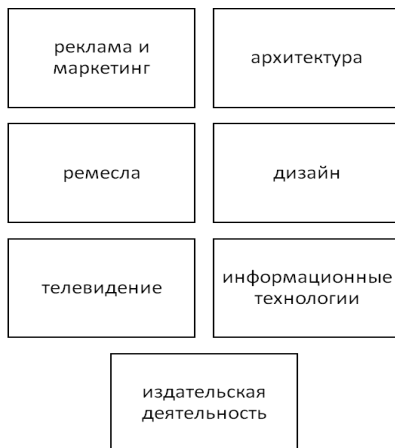 реклама и
маркетинг
архитектура
ремесла
дизайн
телевидение
информационные
технологии
издательская
деятельность